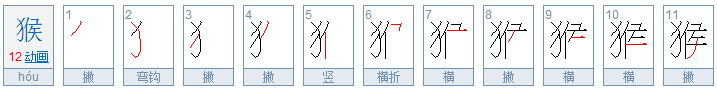 猴 1 2 3 4 5 6 7 8 9 10 11
12 动画
hóu 撇 弯钩 撇 撇 竖 横折 横 撇 横 横 撇